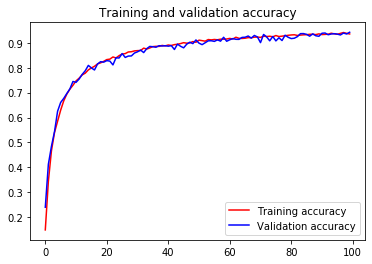 Training and validation accuracy
0.9
0.8
0.7
0.6
0.5
0.4
0.3
0.2
0 20 40 60 80 100
Training accuracy
Validation accuracy